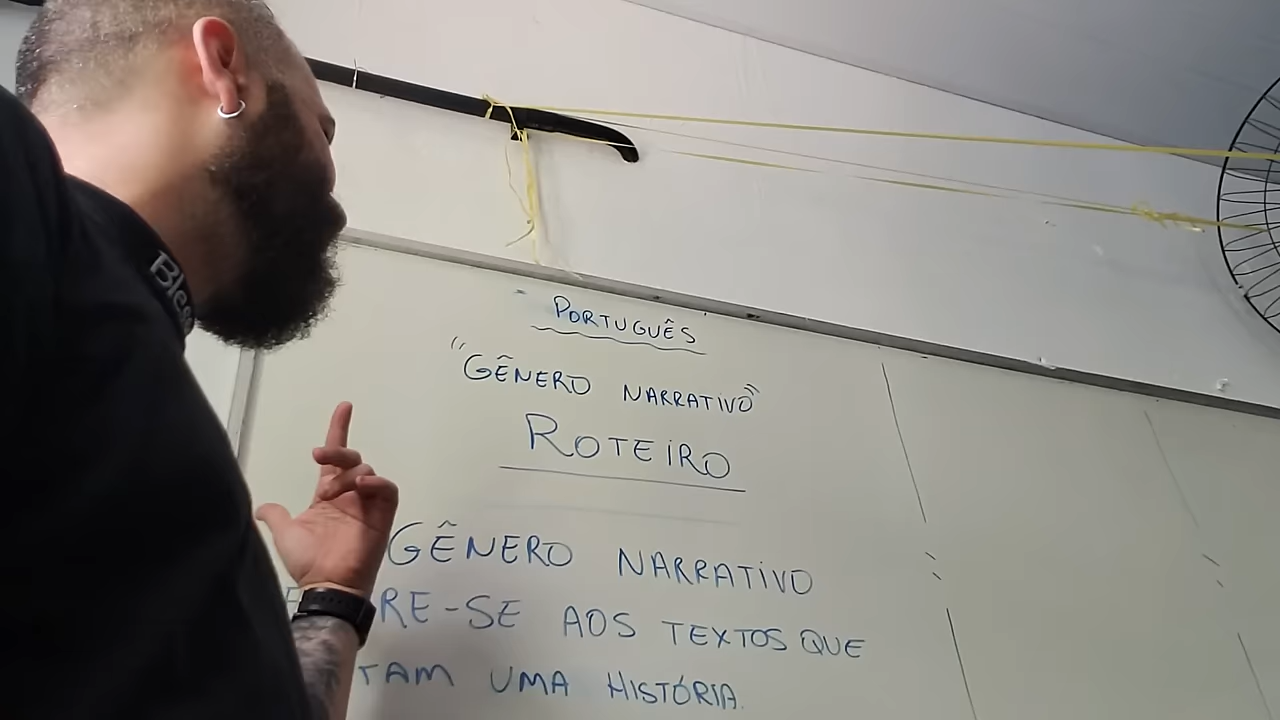 PORTUGUÊS
"GÊNERO NARRATIVO"
ROTEIRO
GÊNERO NARRATIVO
RE-SE AOS TEXTOS QUE
TAM UMA HISTÓRIA.